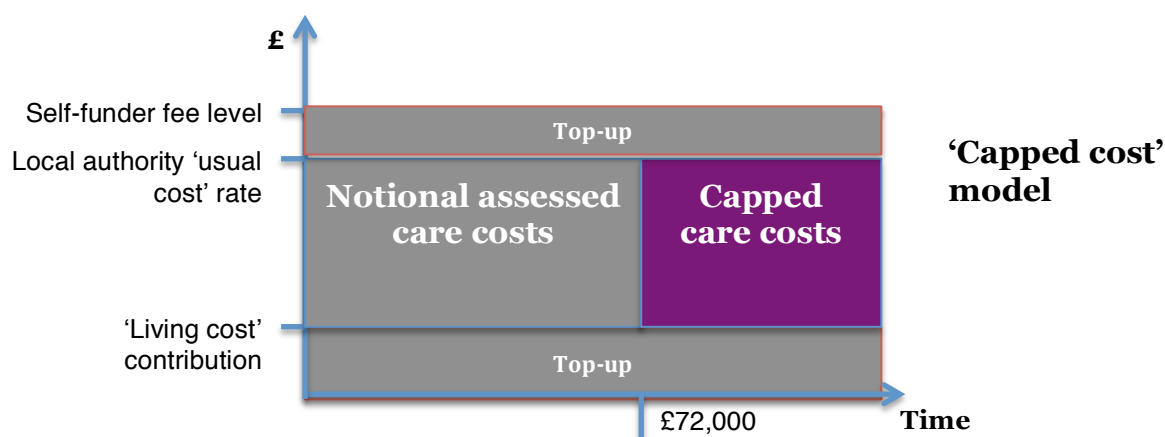 £
Self-funder fee level
Top-up
Local authority ‘usual
cost’ rate
‘Capped cost’
model
Notional assessed
care costs
Capped
care costs
‘Living cost’
contribution
Top-up
£72,000
Time